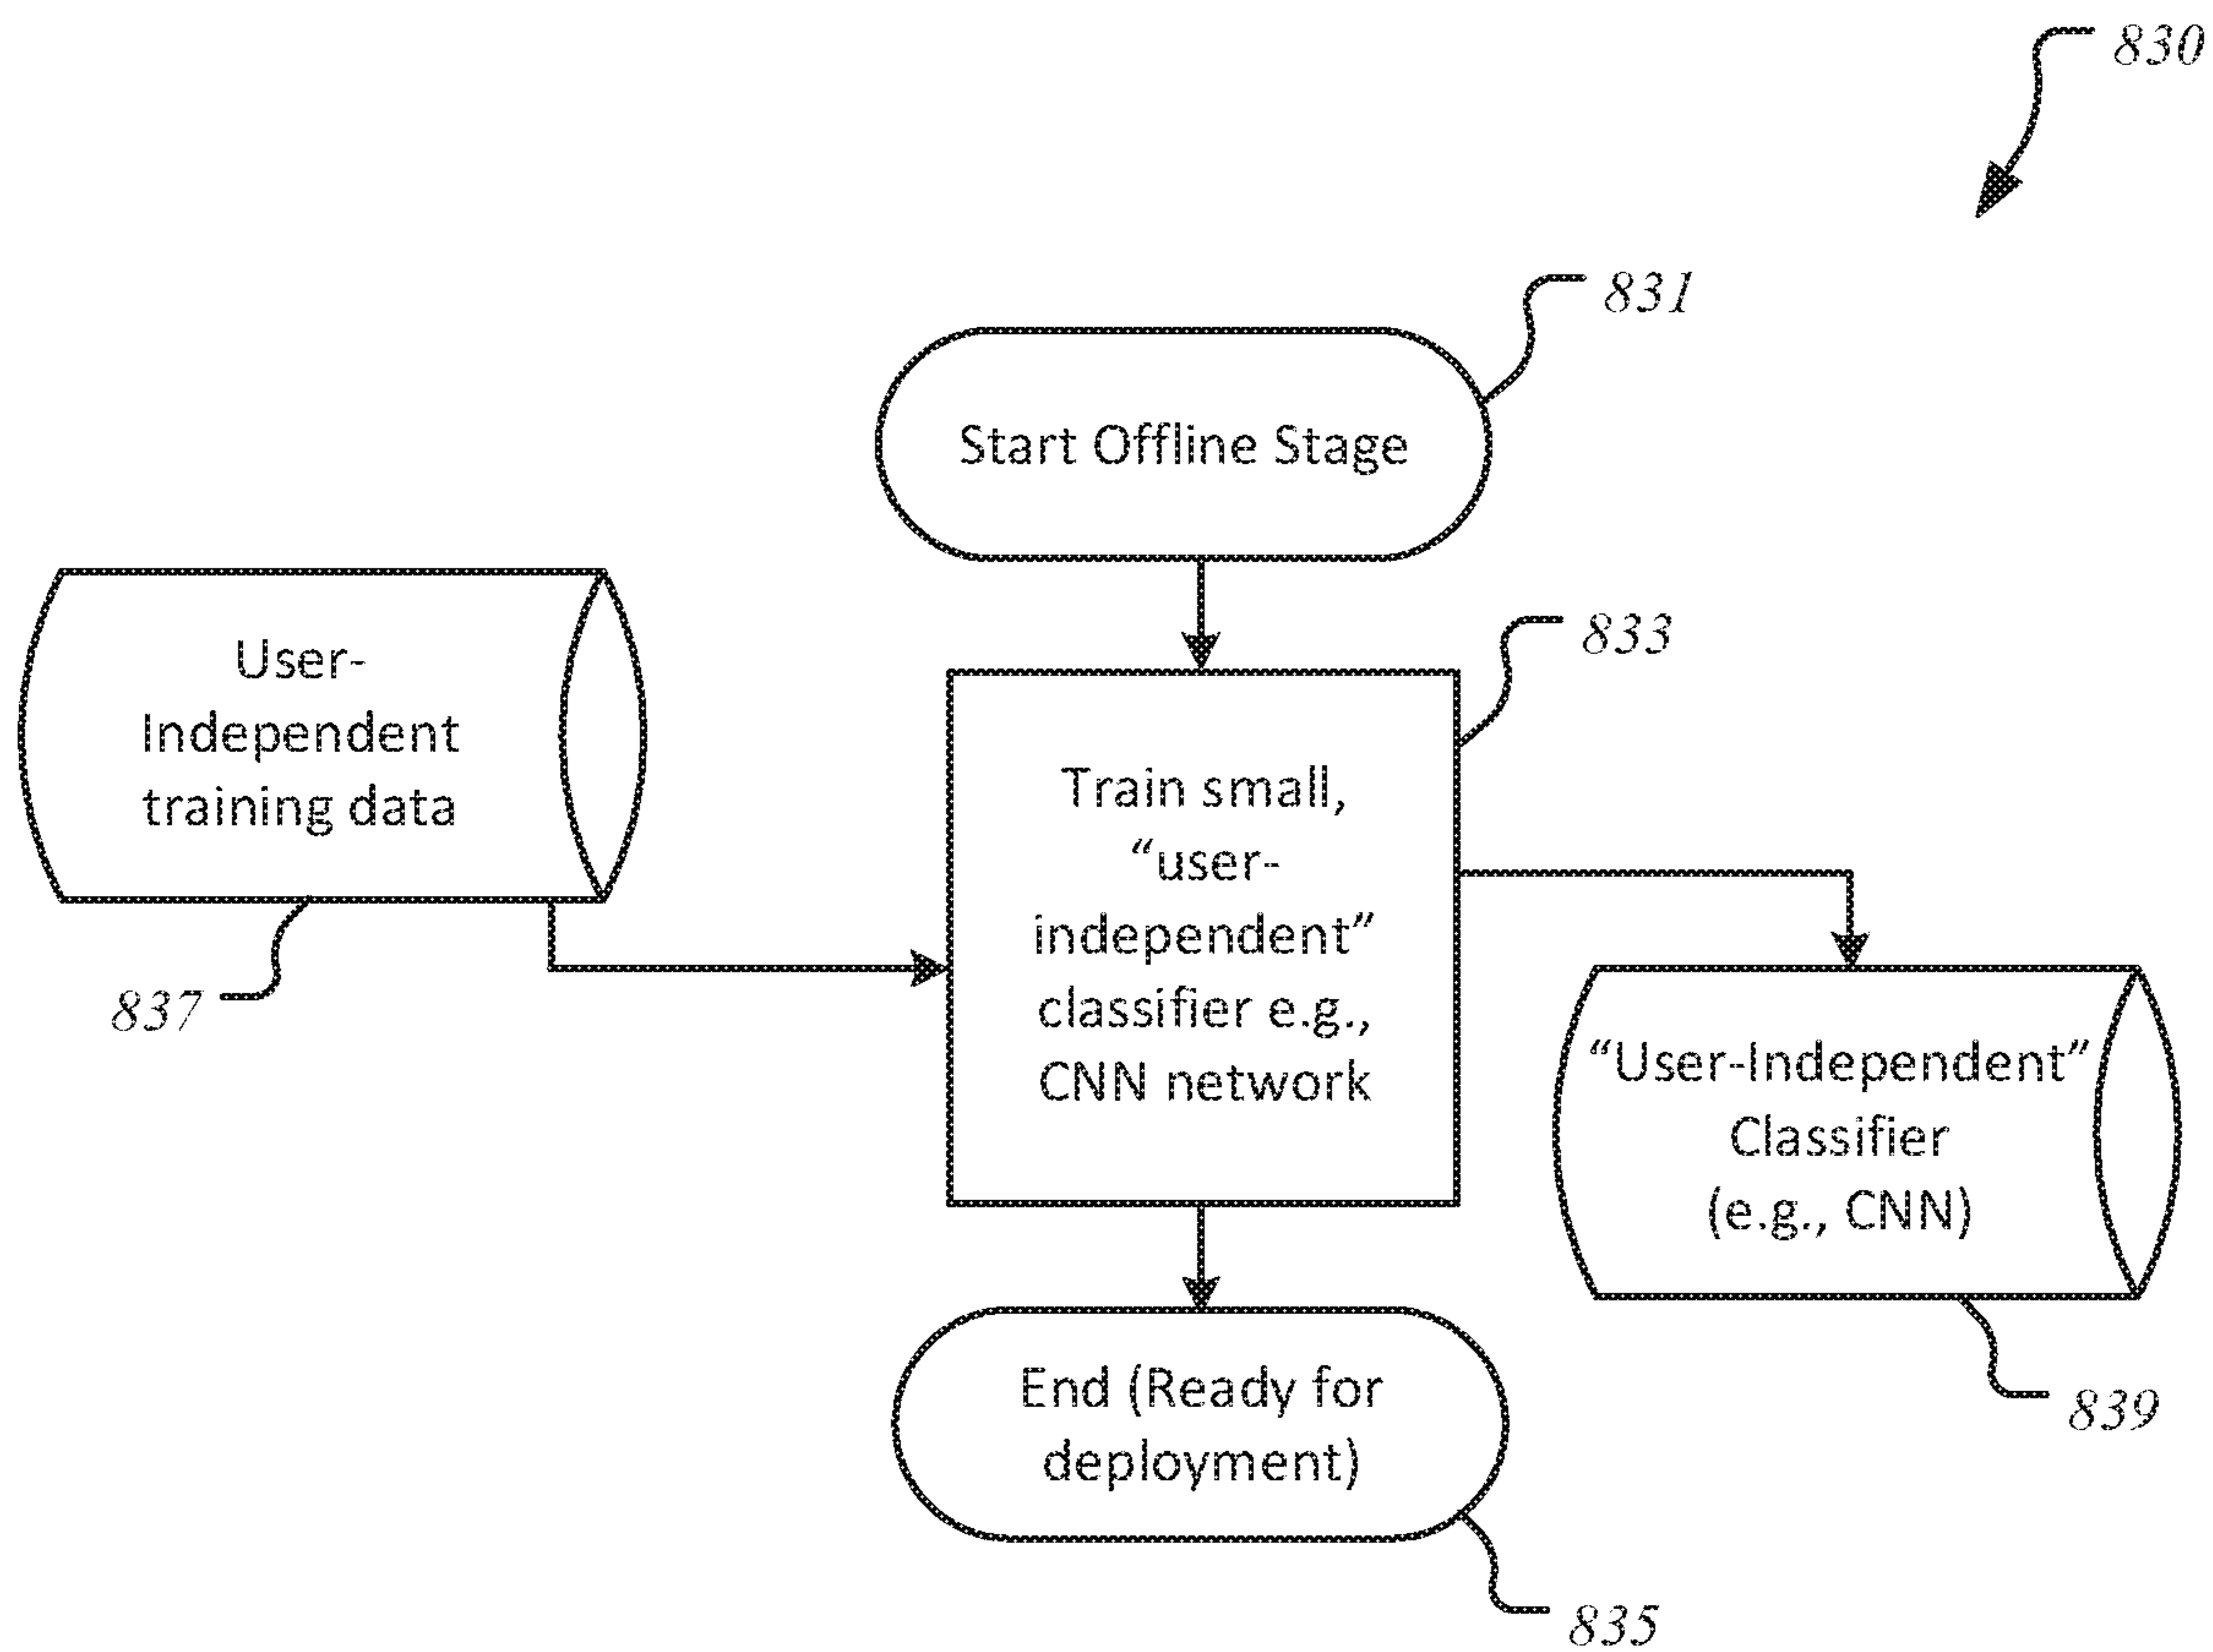 830
831
Start Offline Stage
User-
Independent
training data
837
833
Train small,
“user-
independent”
classifier e.g.,
CNN network
“User-Independent”
Classifier
(e.g., CNN)
839
End (Ready for
deployment)
835